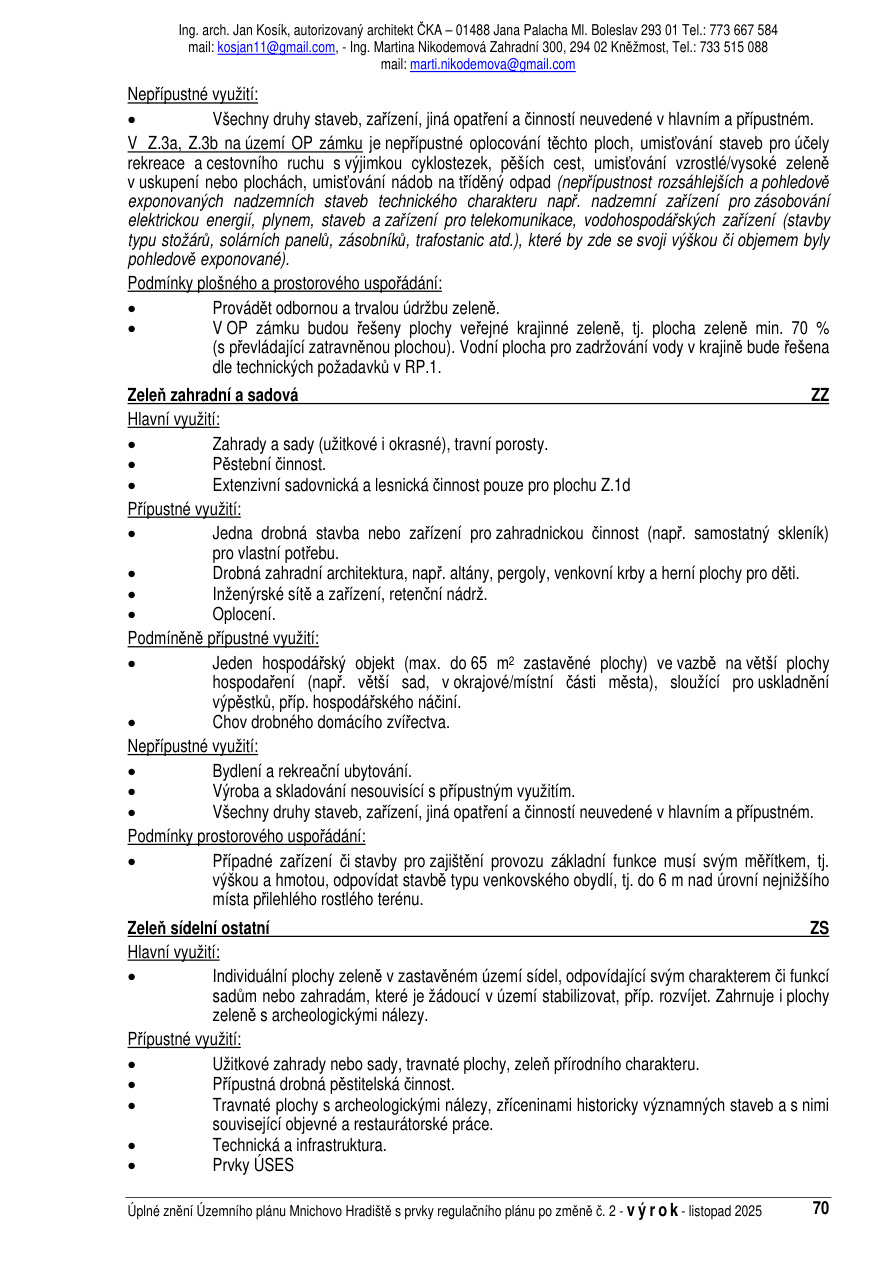 Ing. arch. Jan Kosík, autorizovaný architekt ČKA – 01488 Jana Palacha Ml. Boleslav 293 01 Tel.: 773 667 584
mail: kosjan11@gmail.com, - Ing. Martina Nikodemová Zahradní 300, 294 02 Kněžmost, Tel.: 733 515 088
mail: marti.nikodemova@gmail.com
Nepřípustné využití:
• Všechny druhy staveb, zařízení, jiná opatření a činností neuvedené v hlavním a přípustném.
V Z.3a, Z.3b na území OP zámku je nepřípustné oplocování těchto ploch, umisťování staveb pro účely
rekreace a cestovního ruchu s výjimkou cyklostezek, pěších cest, umisťování vzrostlé/vysoké zeleně
v uskupení nebo plochách, umisťování nádob na tříděný odpad (nepřípustnost rozsáhlejších a pohledově
exponovaných nadzemních staveb technického charakteru např. nadzemní zařízení pro zásobování
elektrickou energií, plynem, staveb a zařízení pro telekomunikace, vodohospodářských zařízení (stavby
typu stožárů, solárních panelů, zásobníků, trafostanic atd.), které by zde se svoji výškou či objemem byly
pohledově exponované).
Podmínky plošného a prostorového uspořádání:
• Provádět odbornou a trvalou údržbu zeleně.
• V OP zámku budou řešeny plochy veřejné krajinné zeleně, tj. plocha zeleně min. 70 %
(s převládající zatravněnou plochou). Vodní plocha pro zadržování vody v krajině bude řešena
dle technických požadavků v RP.1.
Zeleň zahradní a sadová ZZ
Hlavní využití:
• Zahrady a sady (užitkové i okrasné), travní porosty.
• Pěstební činnost.
• Extenzivní sadovnická a lesnická činnost pouze pro plochu Z.1d
Přípustné využití:
• Jedna drobná stavba nebo zařízení pro zahradnickou činnost (např. samostatný skleník)
pro vlastní potřebu.
• Drobná zahradní architektura, např. altány, pergoly, venkovní krby a herní plochy pro děti.
• Inženýrské sítě a zařízení, retenční nádrž.
• Oplocení.
Podmíněně přípustné využití:
• Jeden hospodářský objekt (max. do 65 m² zastavěné plochy) ve vazbě na větší plochy
hospodaření (např. větší sad, v okrajové/místní části města), sloužící pro uskladnění
výpěstků, příp. hospodářského náčiní.
• Chov drobného domácího zvířectva.
Nepřípustné využití:
• Bydlení a rekreační ubytování.
• Výroba a skladování nesouvisící s přípustným využitím.
• Všechny druhy staveb, zařízení, jiná opatření a činností neuvedené v hlavním a přípustném.
Podmínky prostorového uspořádání:
• Případné zařízení či stavby pro zajištění provozu základní funkce musí svým měřítkem, tj.
výškou a hmotou, odpovídat stavbě typu venkovského obydlí, tj. do 6 m nad úrovní nejnižšího
místa přilehlého rostlého terénu.
Zeleň sídelní ostatní ZS
Hlavní využití:
• Individuální plochy zeleně v zastavěném území sídel, odpovídající svým charakterem či funkcí
sadům nebo zahradám, které je žádoucí v území stabilizovat, příp. rozvíjet. Zahrnuje i plochy
zeleně s archeologickými nálezy.
Přípustné využití:
• Užitkové zahrady nebo sady, travnaté plochy, zeleň přírodního charakteru.
• Přípustná drobná pěstitelská činnost.
• Travnaté plochy s archeologickými nálezy, zříceninami historicky významných staveb a s nimi
související objevné a restaurátorské práce.
• Technická a infrastruktura.
• Prvky ÚSES
Úplné znění Územního plánu Mnichovo Hradiště s prvky regulačního plánu po změně č. 2 - v ý r o k - listopad 2025 70